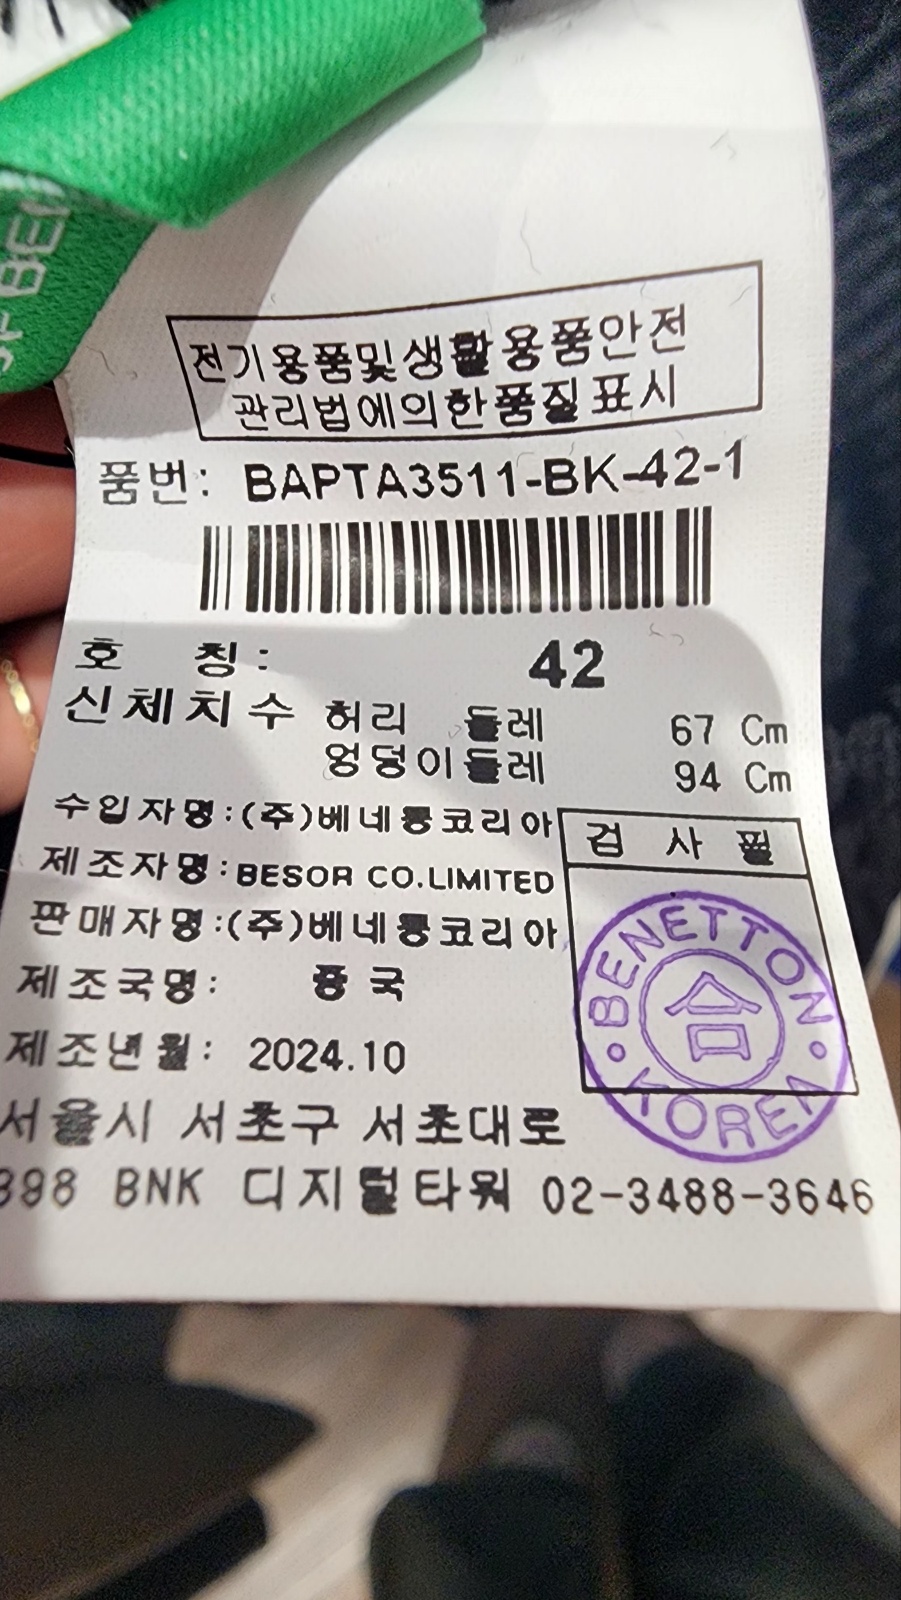 전기용품및생활용품안전
관리법에의한품질표시
품번: BAPTA3511-BK-42-1
호 칭: 42
신체치수 허리 둘레 67 Cm
엉덩이둘레 94 Cm
수입자명:(주)베네통코리아
제조자명:BESOR CO.LIMITED
판매자명:(주)베네통코리아
제조국명: 중국
제조년월: 2024.10
서울시 서초구 서초대로
398 BNK 디지털타워 02-3488-3646
검 사 필
BENETTON
合
KOREA